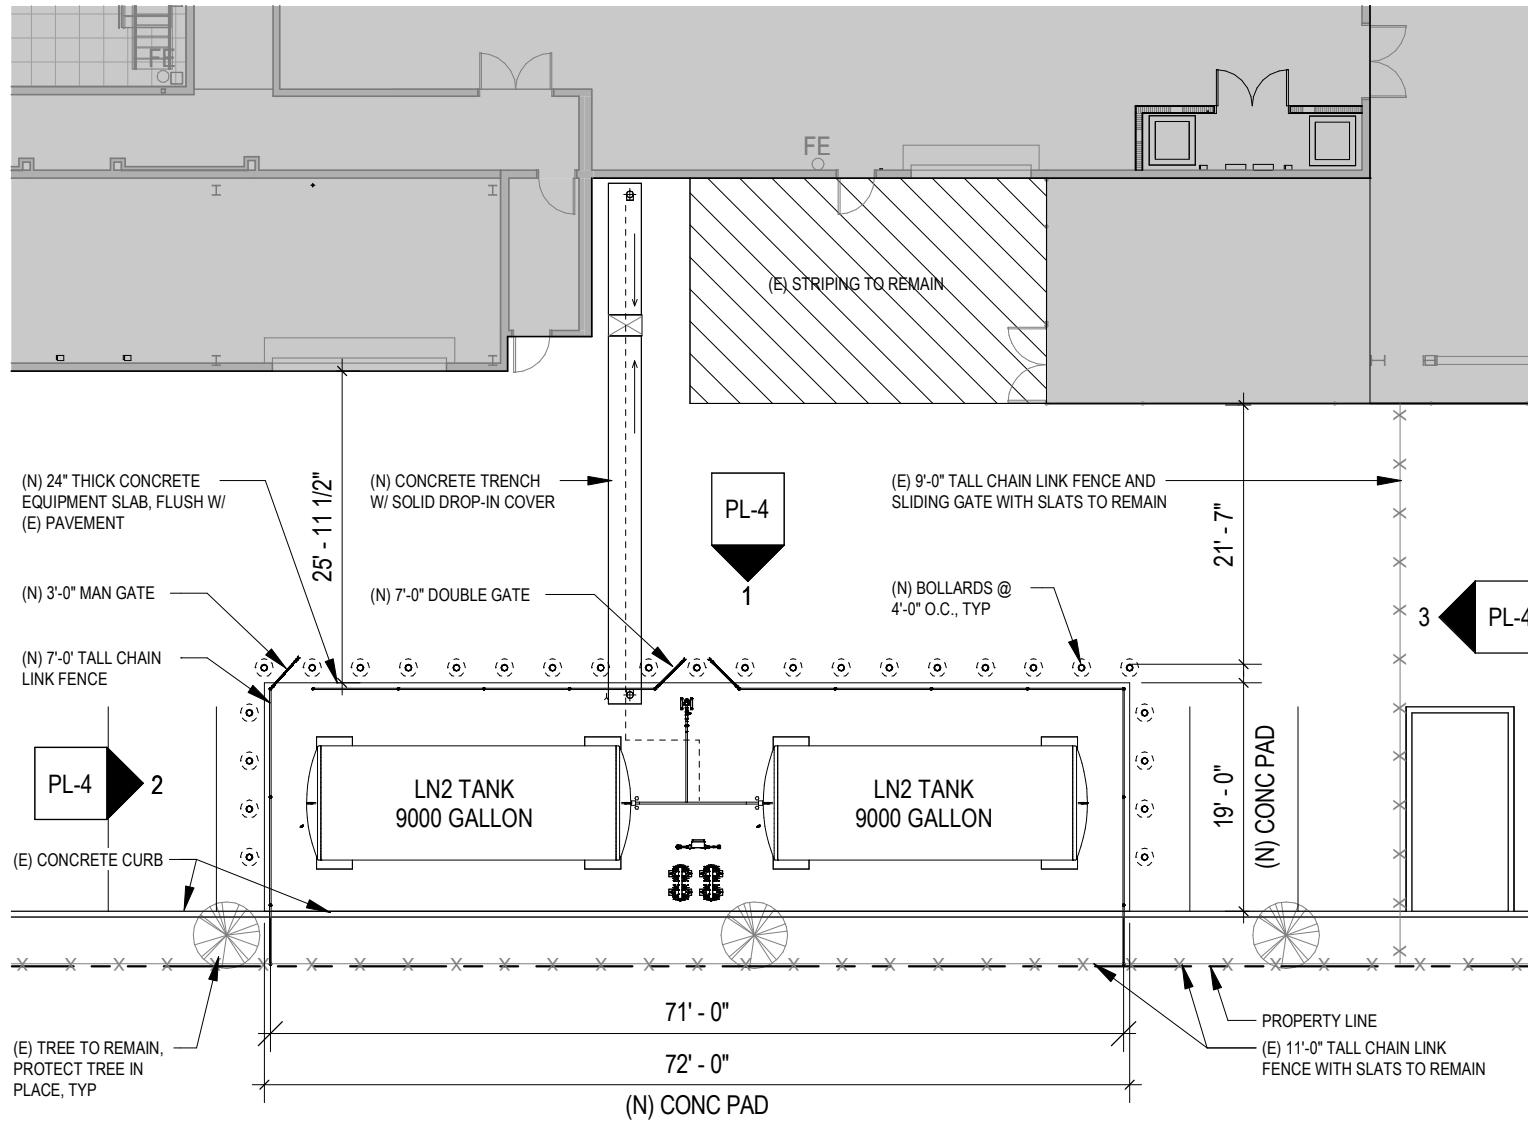 FE
FE
(E) STRIPING TO REMAIN
(N) 24" THICK CONCRETE
EQUIPMENT SLAB, FLUSH W/
(E) PAVEMENT
25' - 11 1/2"
(N) CONCRETE TRENCH
W/ SOLID DROP-IN COVER
PL-4
1
(E) 9'-0" TALL CHAIN LINK FENCE AND
SLIDING GATE WITH SLATS TO REMAIN
21' - 7"
(N) 3'-0" MAN GATE
(N) 7'-0" DOUBLE GATE
(N) BOLLARDS @
4'-0" O.C., TYP
3
PL-4
(N) 7'-0' TALL CHAIN
LINK FENCE
PL-4
2
LN2 TANK
9000 GALLON
LN2 TANK
9000 GALLON
19' - 0"
(N) CONC PAD
(E) CONCRETE CURB
71' - 0"
72' - 0"
(N) CONC PAD
(E) TREE TO REMAIN,
PROTECT TREE IN
PLACE, TYP
PROPERTY LINE
(E) 11'-0" TALL CHAIN LINK
FENCE WITH SLATS TO REMAIN